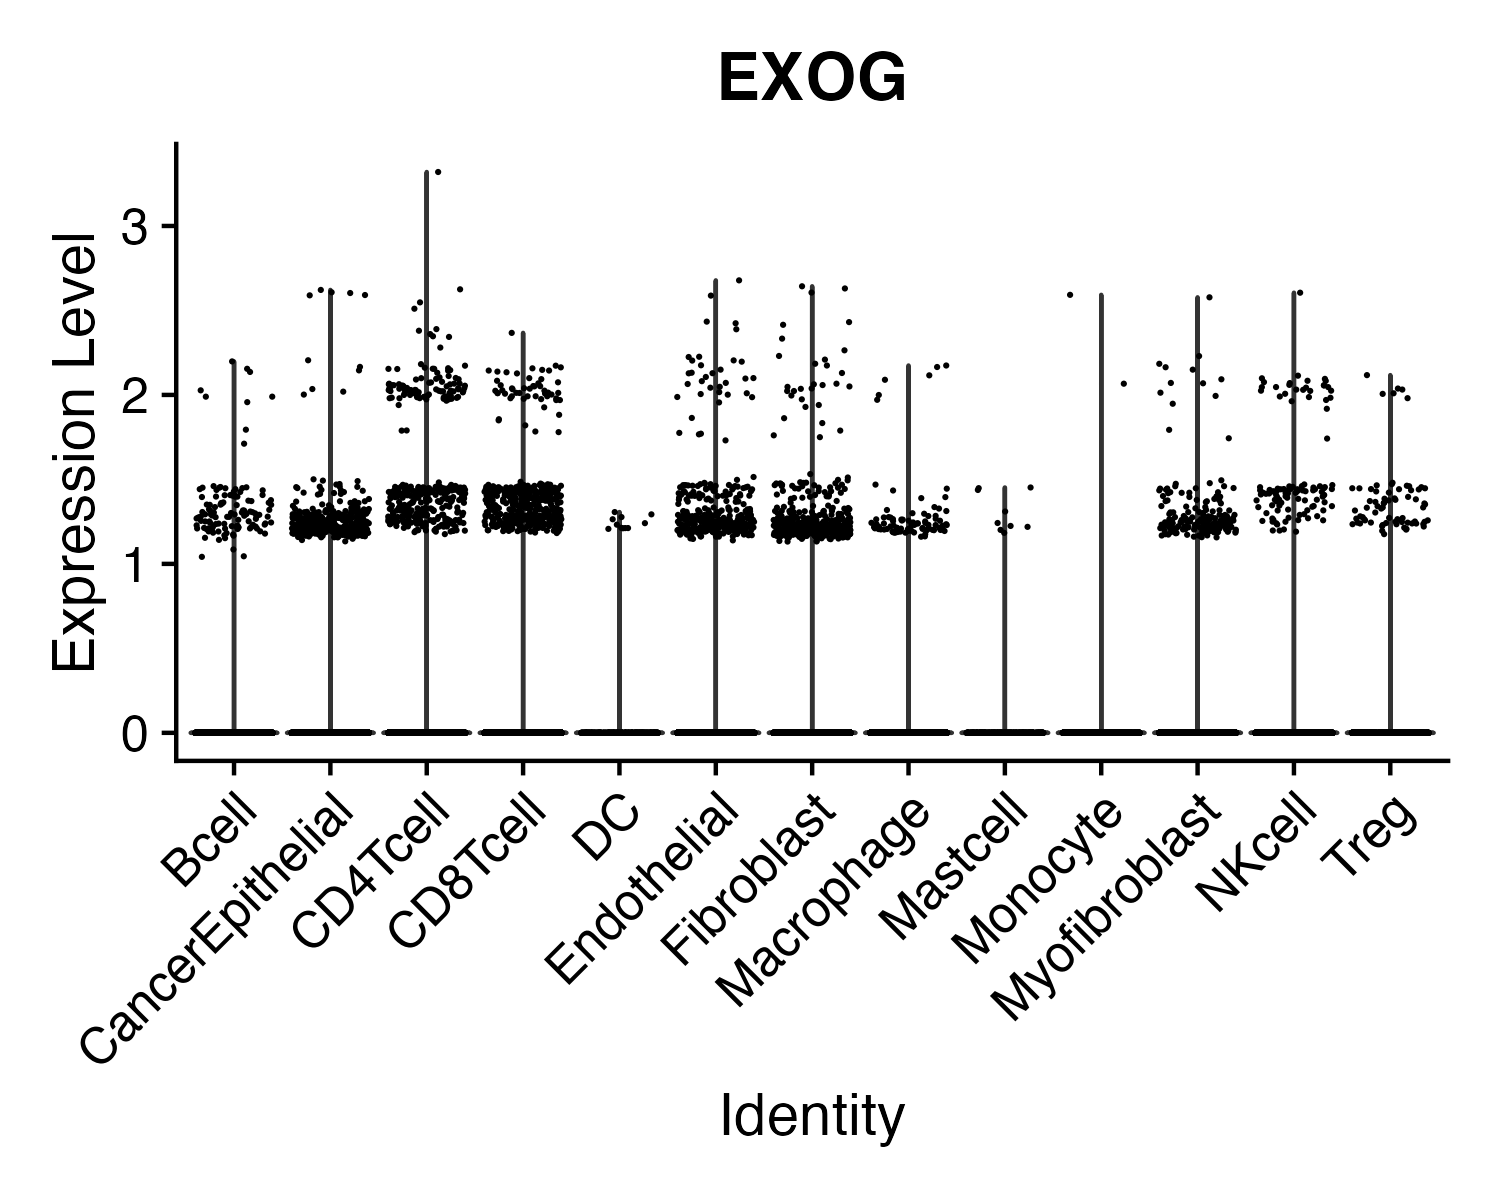 EXOG
Expression Level
3
2
1
0
Bcell
CancerEpithelial
CD4Tcell
CD8Tcell
DC
Endothelial
Fibroblast
Macrophage
Mastcell
Monocyte
Myofibroblast
NKcell
Treg
Identity